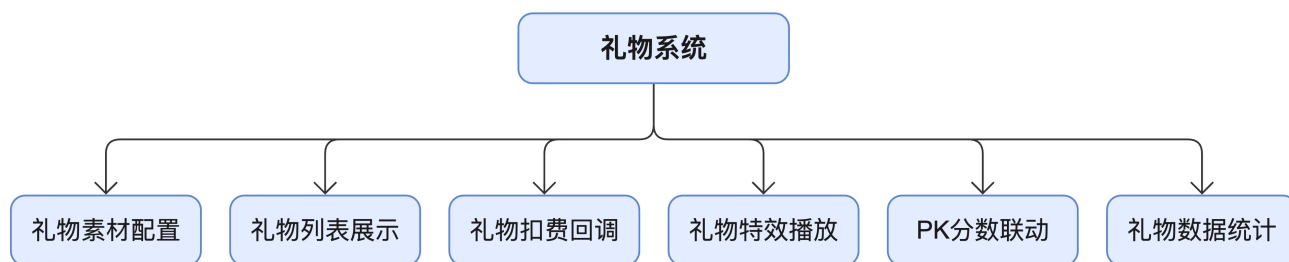 礼物系统
礼物素材配置
礼物列表展示
礼物扣费回调
礼物特效播放
PK分数联动
礼物数据统计